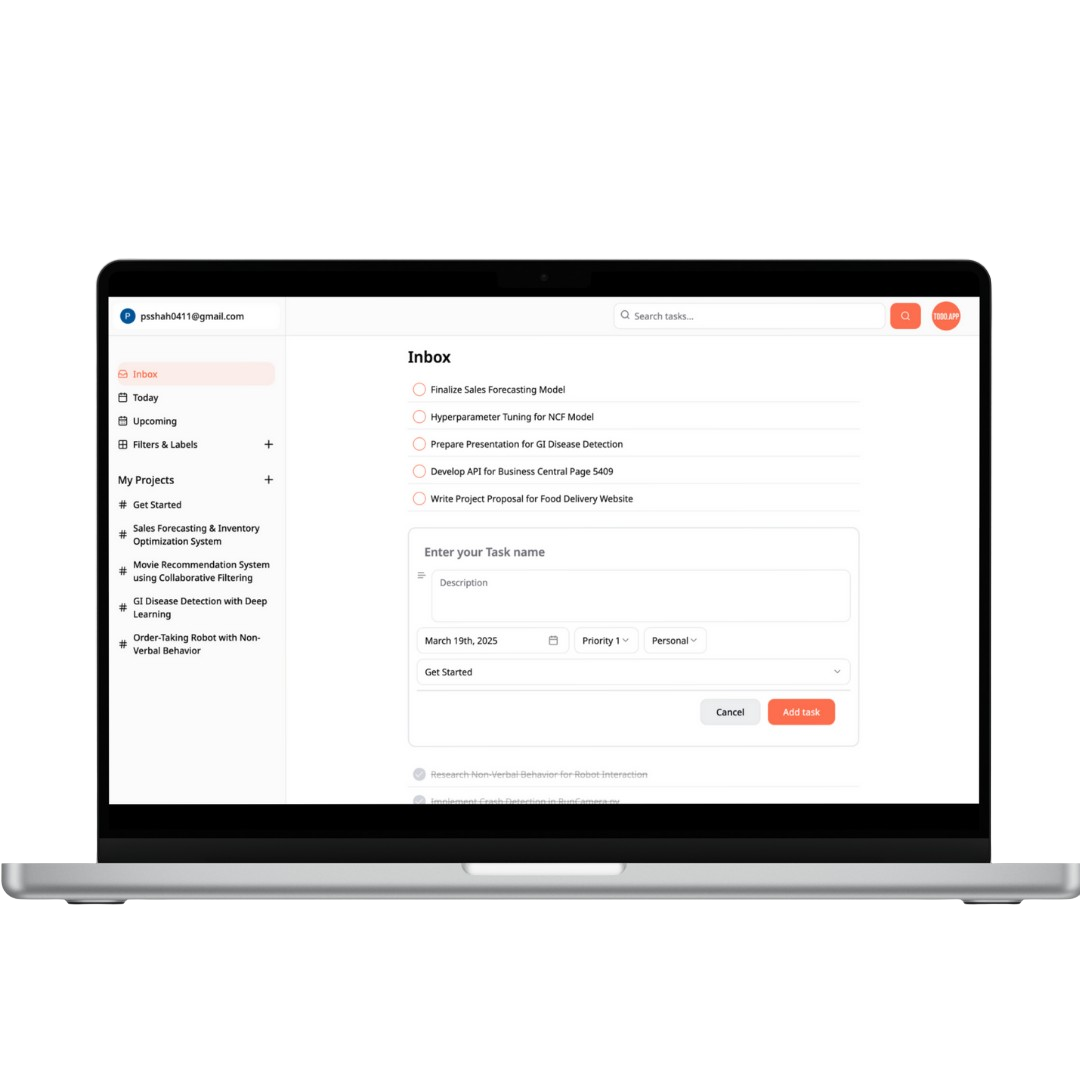 P psshah0411@gmail.com
Search tasks...
TODO.APP
Inbox
Today
Upcoming
Filters & Labels
My Projects
# Get Started
# Sales Forecasting & Inventory
Optimization System
# Movie Recommendation System
using Collaborative Filtering
# GI Disease Detection with Deep
Learning
# Order-Taking Robot with Non-
Verbal Behavior
Inbox
Finalize Sales Forecasting Model
Hyperparameter Tuning for NCF Model
Prepare Presentation for GI Disease Detection
Develop API for Business Central Page 5409
Write Project Proposal for Food Delivery Website
Enter your Task name
Description
March 19th, 2025
Priority 1
Personal
Get Started
Cancel
Add task
Research Non-Verbal Behavior for Robot Interaction
Implement Crash Detection in RunCamera.py